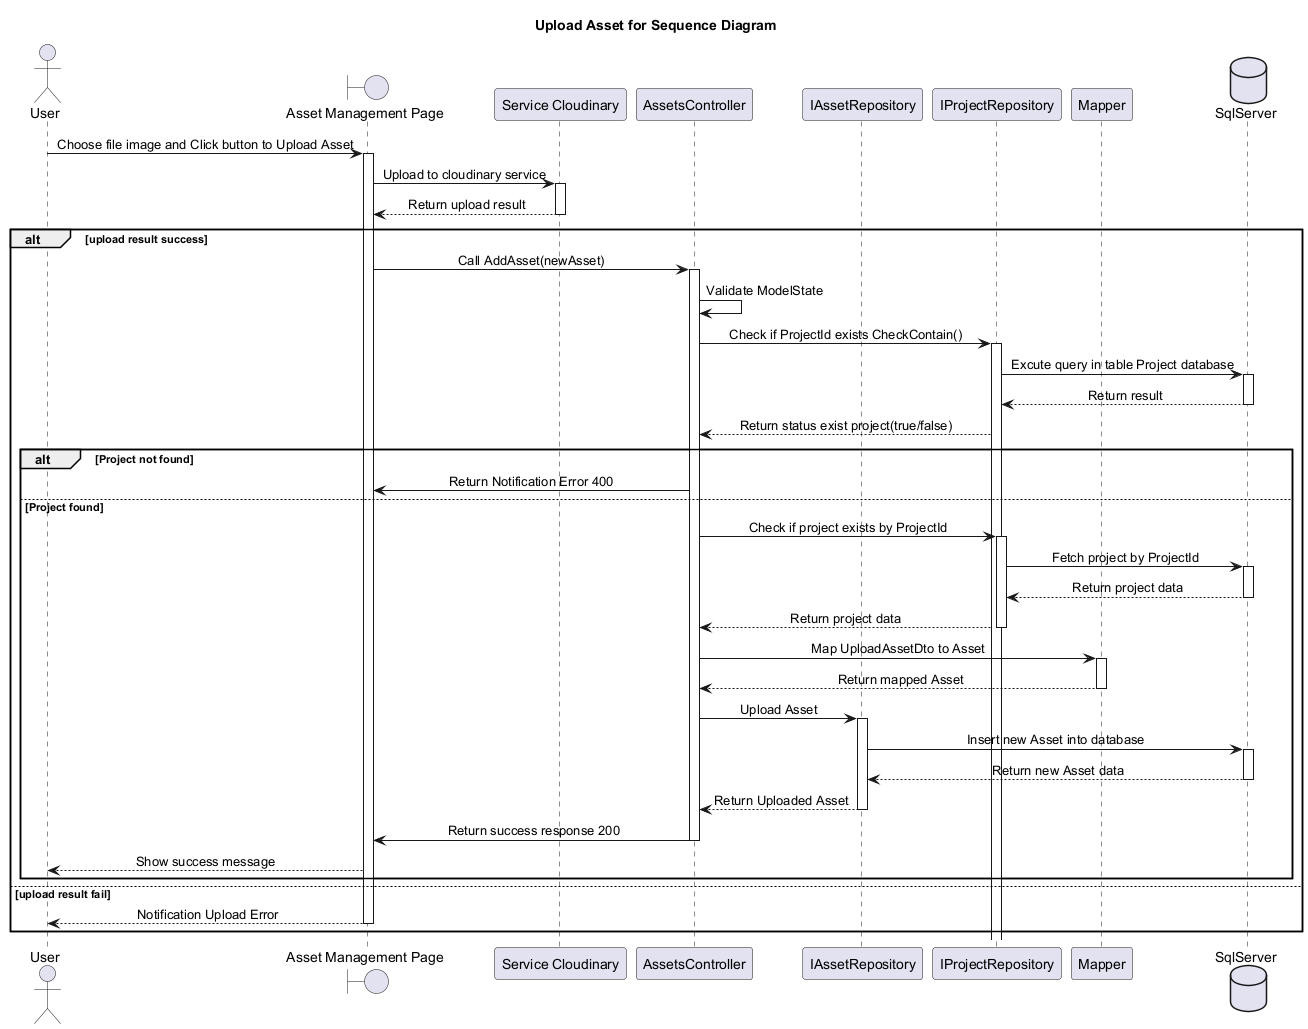 Upload Asset for Sequence Diagram
User
Asset Management Page
Service Cloudinary
AssetsController
IAssetRepository
IProjectRepository
Mapper
SqlServer
Choose file image and Click button to Upload Asset
Upload to cloudinary service
Return upload result
alt
[upload result success]
Call AddAsset(newAsset)
Validate ModelState
Check if ProjectId exists CheckContain()
Excute query in table Project database
Return result
Return status exist project(true/false)
alt
[Project not found]
Return Notification Error 400
[Project found]
Check if project exists by ProjectId
Fetch project by ProjectId
Return project data
Return project data
Map UploadAssetDto to Asset
Return mapped Asset
Upload Asset
Insert new Asset into database
Return new Asset data
Return Uploaded Asset
Return success response 200
Show success message
[upload result fail]
Notification Upload Error
User
Asset Management Page
Service Cloudinary
AssetsController
IAssetRepository
IProjectRepository
Mapper
SqlServer